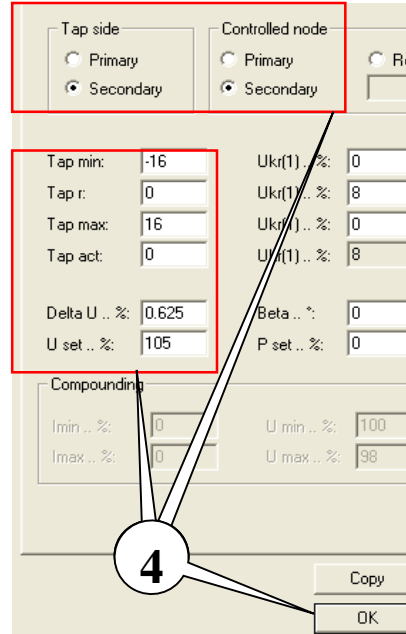 Tap side Controlled node
Primary Primary
Secondary Secondary
Tap min: -16 Ukr(1) .. %: 0
Tap r: 0 Ukr(1) .. %: 8
Tap max: 16 Ukr(1) .. %: 0
Tap act: 0 Ukr(1) .. %: 8
Delta U .. %: 0.625 Beta .. °: 0
U set .. %: 105 P set .. %: 0
Compounding
Imin .. %: 0 U min .. %: 100
Imax .. %: 0 U max .. %: 98
4
Copy
OK